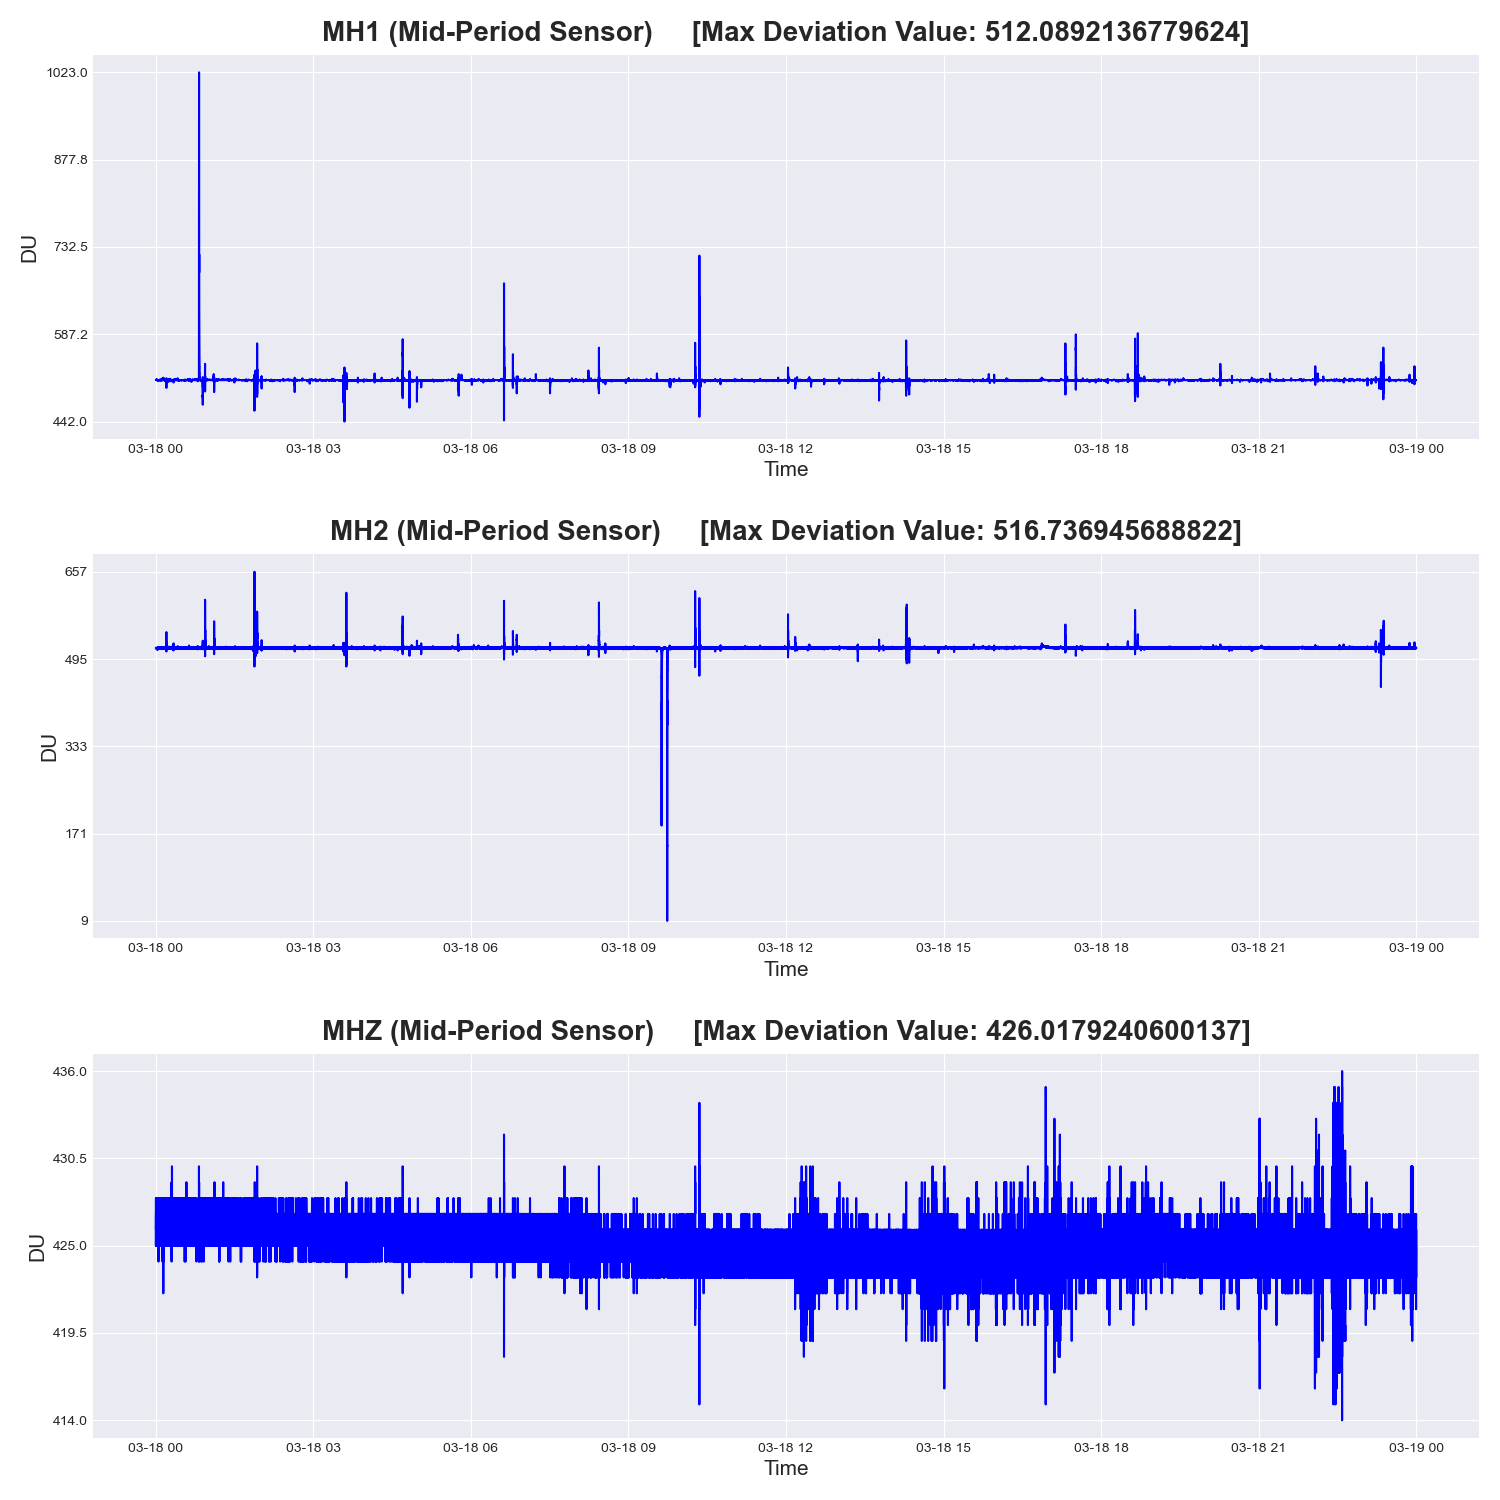 MH1 (Mid-Period Sensor) [Max Deviation Value: 512.0892136779624]
1023.0
877.8
732.5
587.2
442.0
DU
03-18 00 03-18 03 03-18 06 03-18 09 03-18 12 03-18 15 03-18 18 03-18 21 03-19 00
Time
MH2 (Mid-Period Sensor) [Max Deviation Value: 516.736945688822]
657
495
333
171
9
DU
03-18 00 03-18 03 03-18 06 03-18 09 03-18 12 03-18 15 03-18 18 03-18 21 03-19 00
Time
MHZ (Mid-Period Sensor) [Max Deviation Value: 426.0179240600137]
436.0
430.5
425.0
419.5
414.0
DU
03-18 00 03-18 03 03-18 06 03-18 09 03-18 12 03-18 15 03-18 18 03-18 21 03-19 00
Time